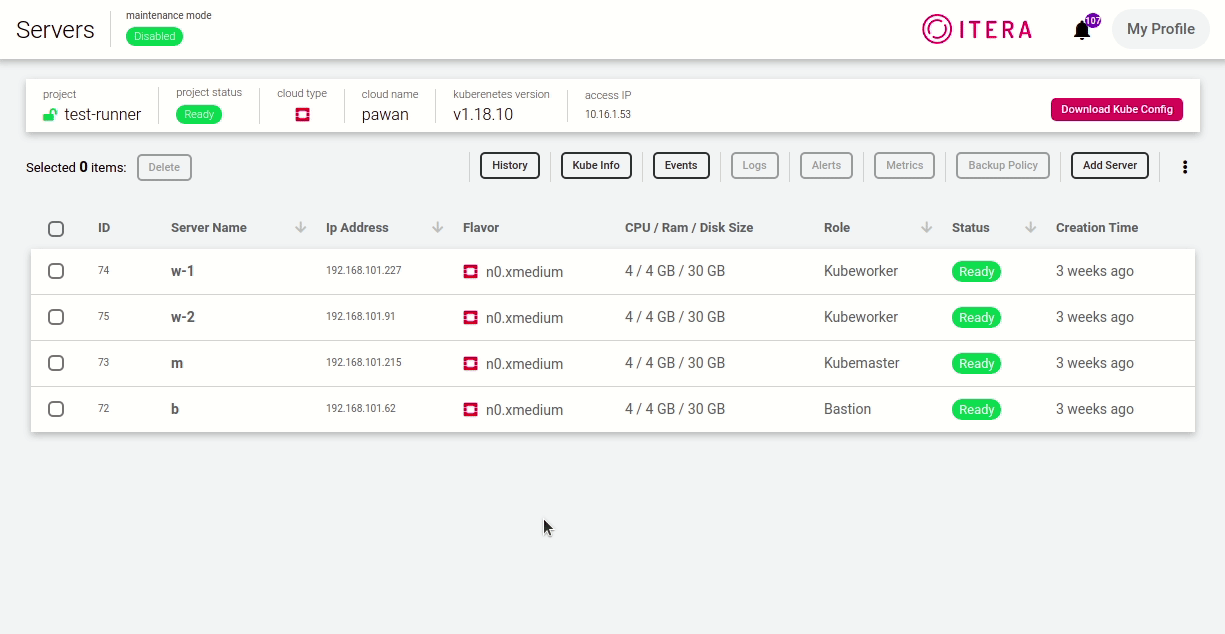 Servers
maintenance mode
Disabled
ITERA
107
My Profile
project
test-runner
project status
Ready
cloud type
cloud name
pawan
kuberenetes version
v1.18.10
access IP
10.16.1.53
Download Kube Config
Selected 0 items:
Delete
History
Kube Info
Events
Logs
Alerts
Metrics
Backup Policy
Add Server
ID Server Name Ip Address Flavor CPU / Ram / Disk Size Role Status Creation Time
74 w-1 192.168.101.227 n0.xmedium 4 / 4 GB / 30 GB Kubeworker Ready 3 weeks ago
75 w-2 192.168.101.91 n0.xmedium 4 / 4 GB / 30 GB Kubeworker Ready 3 weeks ago
73 m 192.168.101.215 n0.xmedium 4 / 4 GB / 30 GB Kubemaster Ready 3 weeks ago
72 b 192.168.101.62 n0.xmedium 4 / 4 GB / 30 GB Bastion Ready 3 weeks ago